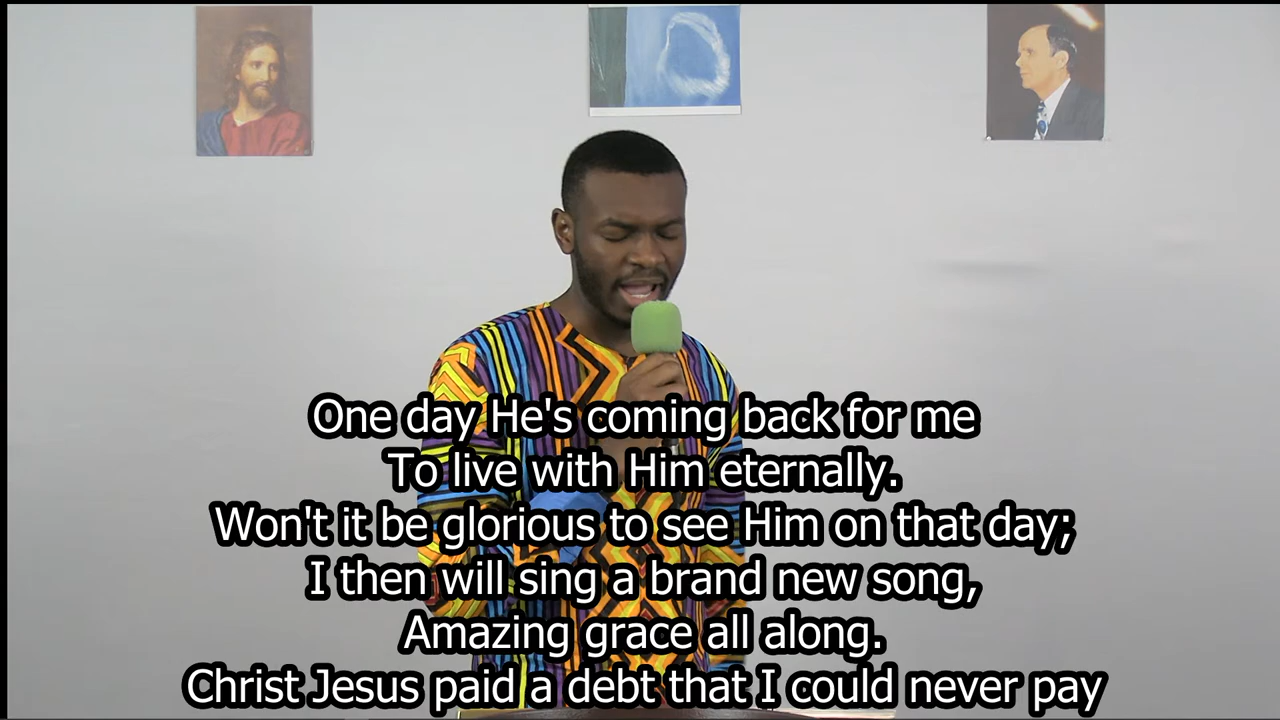 One day He's coming back for me
To live with Him eternally.
Won't it be glorious to see Him on that day;
I then will sing a brand new song,
Amazing grace all along.
Christ Jesus paid a debt that I could never pay